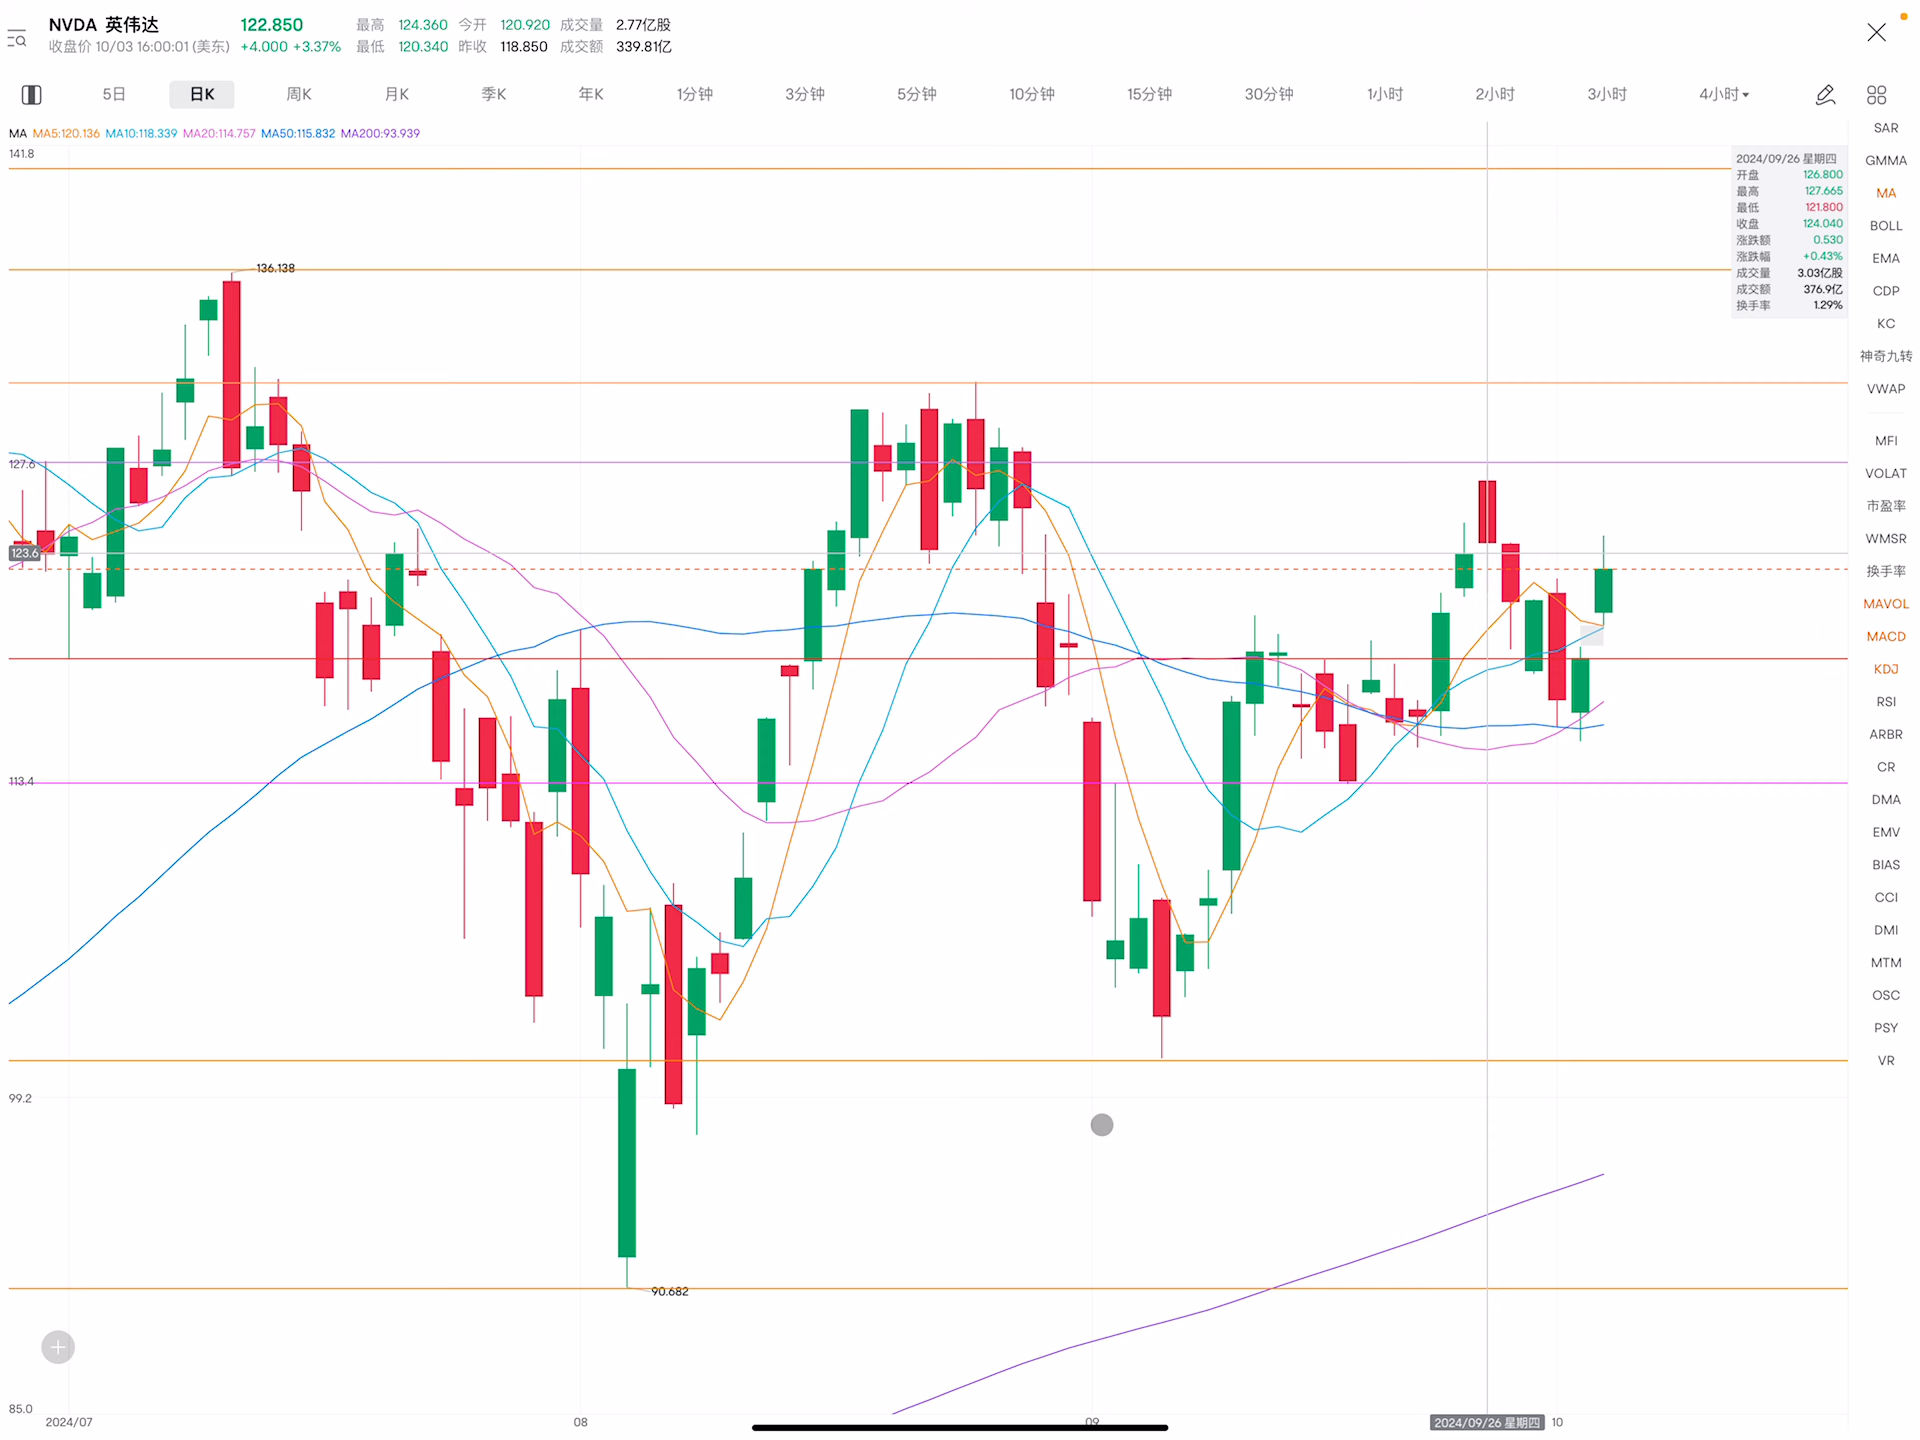 NVDA 英伟达 122.850 最高 124.360 今开 120.920 成交量 2.77亿股
收盘价 10/03 16:00:01 (美东) +4.000 +3.37% 最低 120.340 昨收 118.850 成交额 339.81亿
5日 日K 周K 月K 季K 年K 1分钟 3分钟 5分钟 10分钟 15分钟 30分钟 1小时 2小时 3小时 4小时
MA MA5:120.136 MA10:118.339 MA20:114.757 MA50:115.832 MA200:93.939
141.8
136.138
127.6
123.6
113.4
99.2
90.682
85.0
2024/07 08 09 2024/09/26 星期四 10
2024/09/26 星期四
开盘 126.800
最高 127.665
最低 121.800
收盘 124.040
涨跌额 0.530
涨跌幅 +0.43%
成交量 3.03亿股
成交额 376.9亿
换手率 1.29%
SAR
GMMA
MA
BOLL
EMA
CDP
KC
神奇九转
VWAP
MFI
VOLAT
市盈率
WMSR
换手率
MAVOL
MACD
KDJ
RSI
ARBR
CR
DMA
EMV
BIAS
CCI
DMI
MTM
OSC
PSY
VR